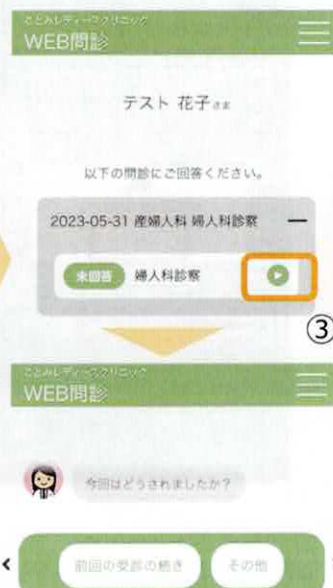 ことみレディースクリニック
WEB問診
テスト 花子さま
以下の問診にご回答ください。
2023-05-31 産婦人科 婦人科診察
未回答 婦人科診察
③
ことみレディースクリニック
WEB問診
今回はどうされましたか？
前回の受診の続き その他